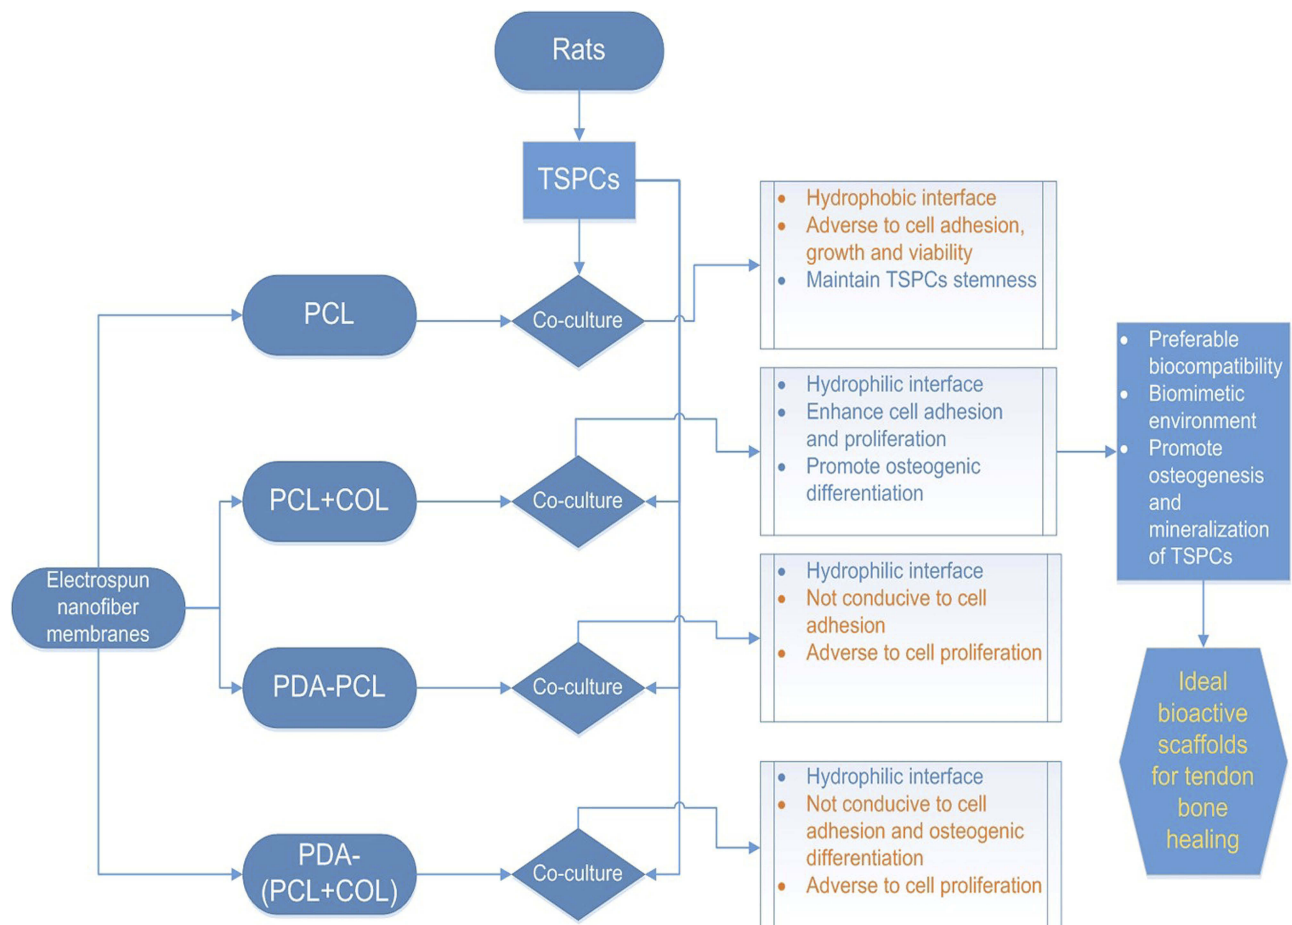 Rats
TSPCs
PCL
Co-culture
• Hydrophobic interface
• Adverse to cell adhesion,
growth and viability
• Maintain TSPCs stemness
PCL+COL
Co-culture
• Hydrophilic interface
• Enhance cell adhesion
and proliferation
• Promote osteogenic
differentiation
• Preferable
biocompatibility
• Biomimetic
environment
• Promote
osteogenesis
and
mineralization
of TSPCs
Electrospun
nanofiber
membranes
PDA-PCL
Co-culture
• Hydrophilic interface
• Not conducive to cell
adhesion
• Adverse to cell proliferation
Ideal
bioactive
scaffolds
for tendon
bone
healing
PDA-
(PCL+COL)
Co-culture
• Hydrophilic interface
• Not conducive to cell
adhesion and osteogenic
differentiation
• Adverse to cell proliferation